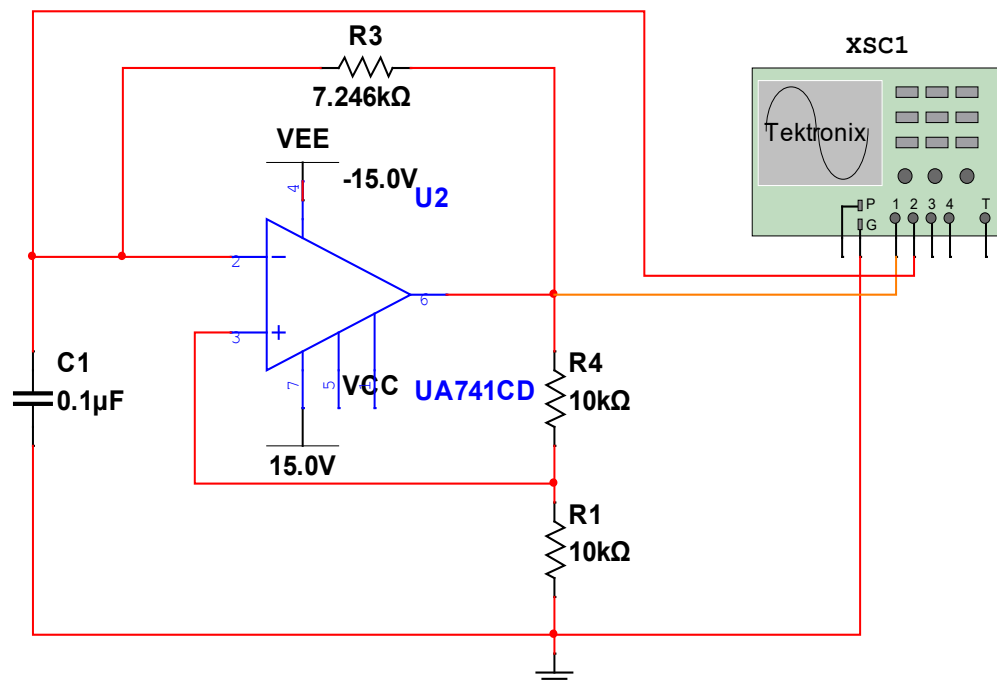 R3
XSC1
7.246kΩ
Tektronix
VEE
-15.0V
4
U2
P 1 2 3 4 T
G
2
6
3
C1
0.1µF
7
5
VCC
1
UA741CD
R4
10kΩ
15.0V
R1
10kΩ